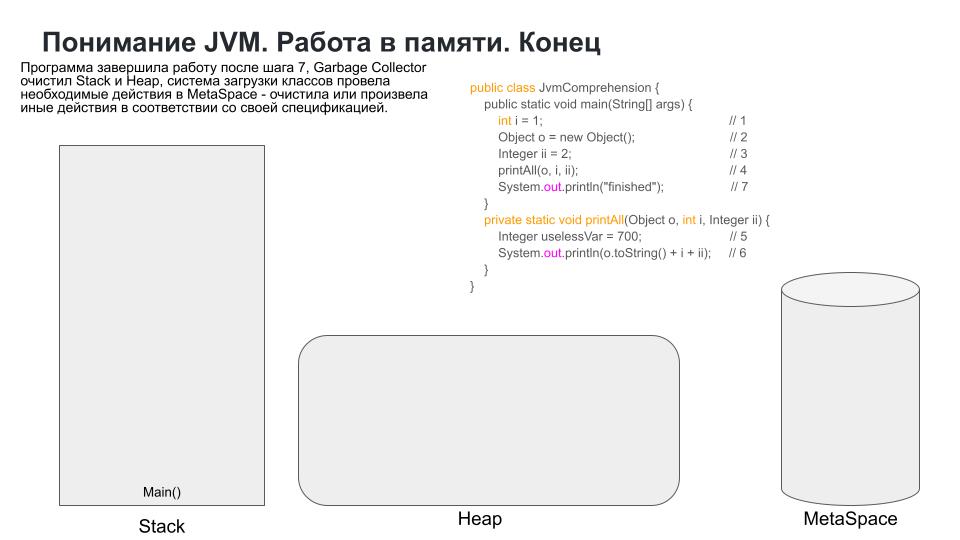 Понимание JVM. Работа в памяти. Конец
Программа завершила работу после шага 7, Garbage Collector
очистил Stack и Heap, система загрузки классов провела
необходимые действия в MetaSpace - очистила или произвела
иные действия в соответствии со своей спецификацией.
public class JvmComprehension {
public static void main(String[] args) {
int i = 1; // 1
Object o = new Object(); // 2
Integer ii = 2; // 3
printAll(o, i, ii); // 4
System.out.println("finished"); // 7
}
private static void printAll(Object o, int i, Integer ii) {
Integer uselessVar = 700; // 5
System.out.println(o.toString() + i + ii); // 6
}
}
Main()
Stack
Heap
MetaSpace